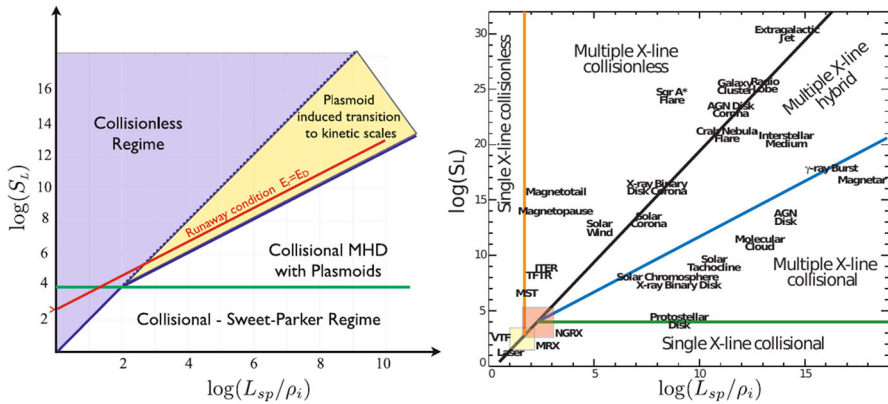 16
14
12
10
8
6
4
2
log(S_L)
Collisionless
Regime
Plasmoid
induced transition
to kinetic scales
Runaway condition E_r=E_D
Collisional MHD
with Plasmoids
Collisional - Sweet-Parker Regime
2
4
6
8
10
log(L_sp/ρ_i)
30
25
20
15
10
5
0
log(S_L)
Single X-line collisionless
Multiple X-line
collisionless
Extragalactic
Jet
Multiple X-line
hybrid
Galaxy
Cluster
Radio
Lobe
Sgr A*
Flare
AGN Disk
Corona
Crab Nebula
Flare
Interstellar
Medium
γ-ray Burst
Magnetar
X-ray Binary
Disk Corona
Magnetotail
Magnetopause
Solar
Wind
Solar
Corona
AGN
Disk
Molecular
Cloud
Solar
Tachocline
ITER
TFTR
Solar Chromosphere
X-ray Binary Disk
Multiple X-line
collisional
MST
Protostellar
Disk
VTF
NGRX
MRX
Laser
Single X-line collisional
0
5
10
15
log(L_sp/ρ_i)